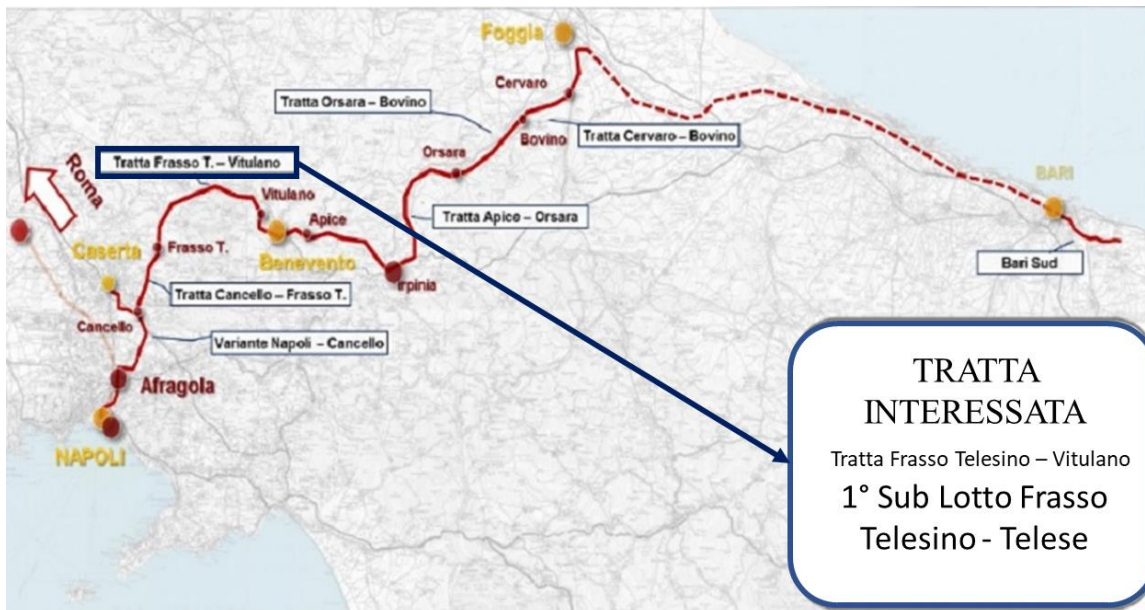 Foggia
Cervaro
Tratta Orsara – Bovino
Bovino
Tratta Cervaro – Bovino
Orsara
Tratta Frasso T. – Vitulano
Roma
Vitulano
Apice
BARI
Tratta Apice – Orsara
Frasso T.
Caserta
Benevento
Irpinia
Bari Sud
Tratta Cancello – Frasso T.
Cancello
Variante Napoli – Cancello
Afragola
NAPOLI
TRATTA
INTERESSATA
Tratta Frasso Telesino – Vitulano
1° Sub Lotto Frasso
Telesino - Telese